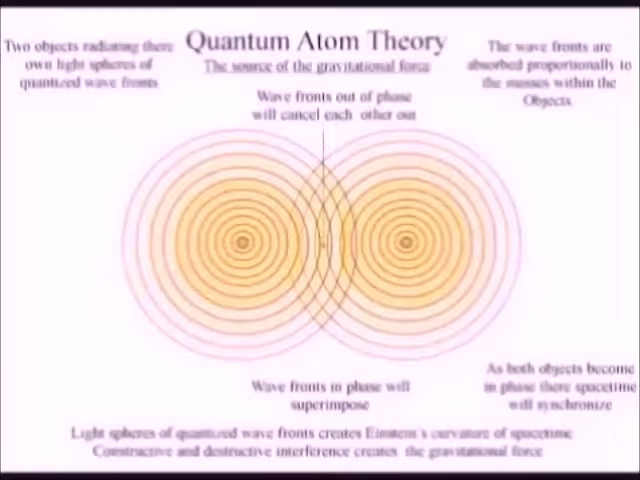 Quantum Atom Theory
The source of the gravitational force
Two objects radiating there
own light spheres of
quantized wave fronts
The wave fronts are
absorbed proportionally to
the masses within the
Objects
Wave fronts out of phase
will cancel each other out
Wave fronts in phase will
superimpose
As both objects become
in phase there spacetime
will synchronize
Light spheres of quantized wave fronts creates Einstein's curvature of spacetime
Constructive and destructive interference creates the gravitational force